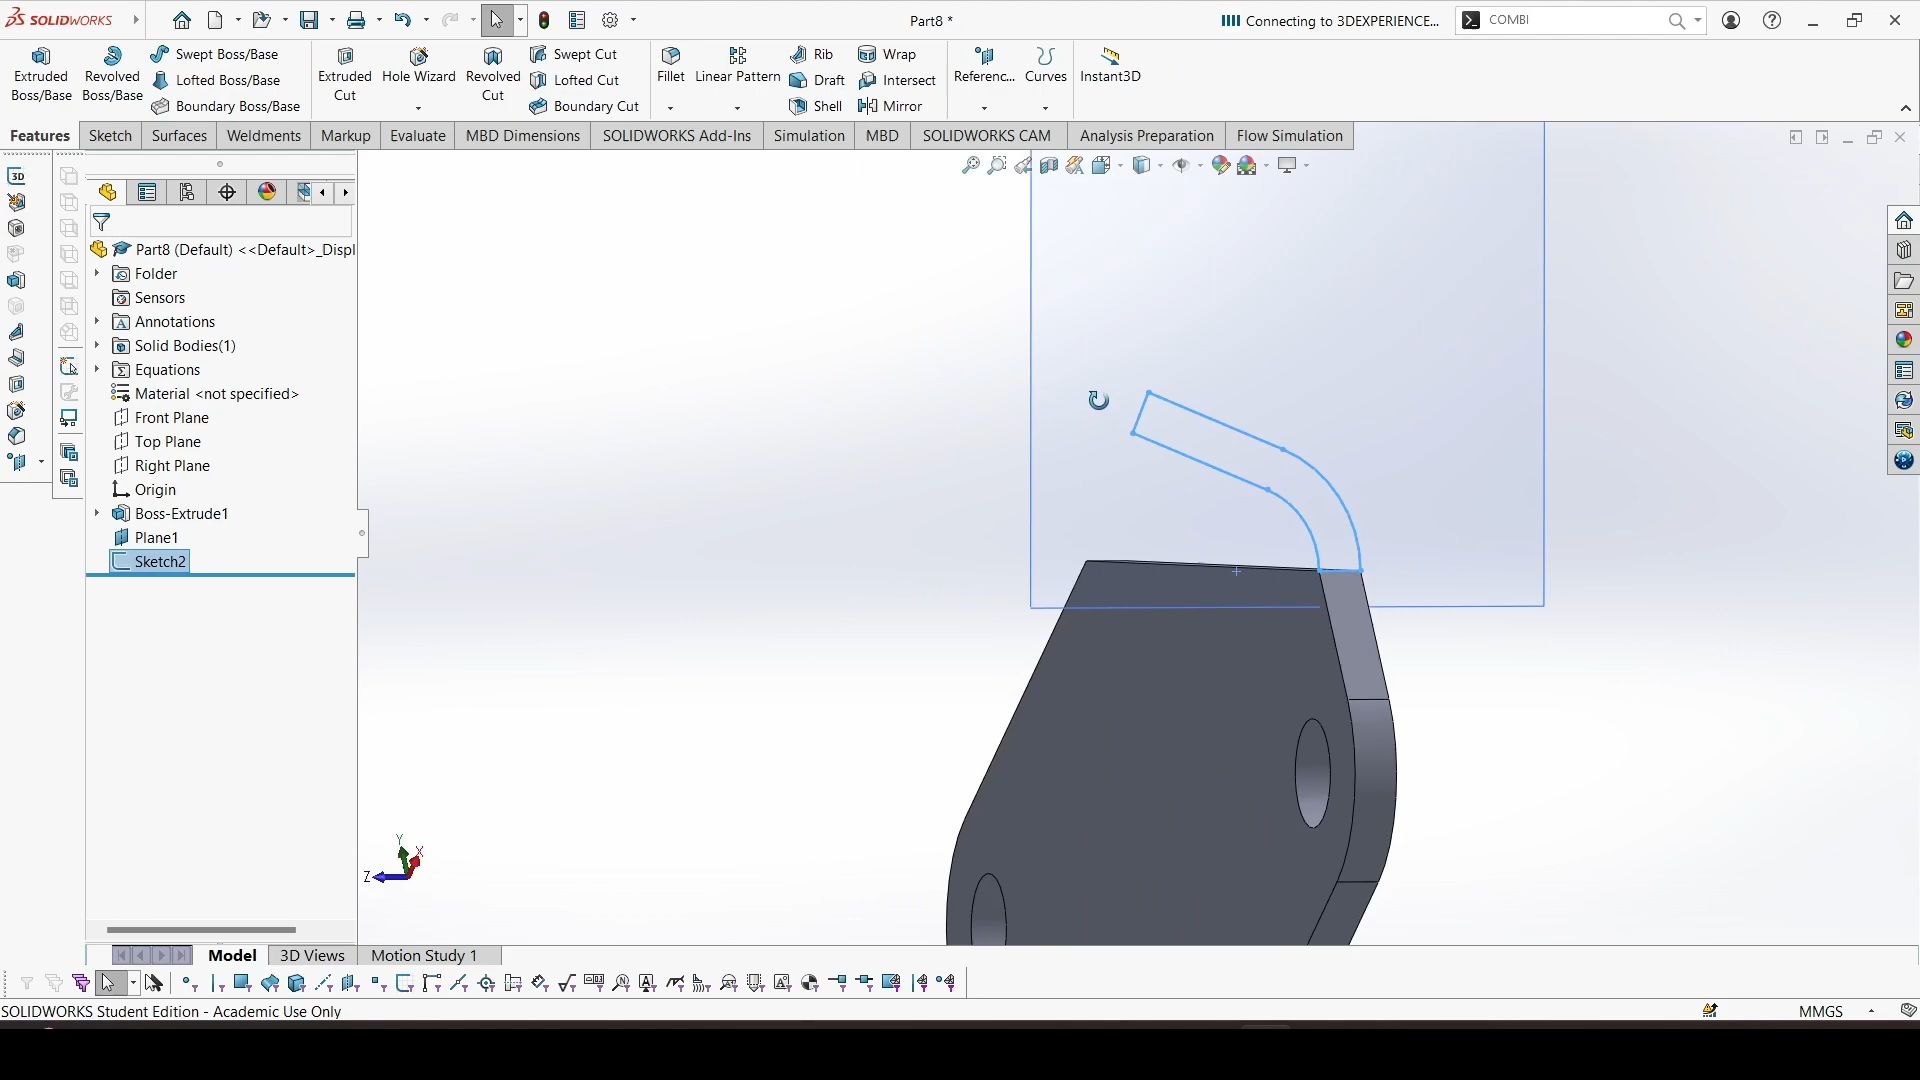 SOLIDWORKS
Part8 *
Connecting to 3DEXPERIENCE...
COMBI
Extruded Boss/Base
Revolved Boss/Base
Swept Boss/Base
Lofted Boss/Base
Boundary Boss/Base
Extruded Cut
Hole Wizard
Revolved Cut
Swept Cut
Lofted Cut
Boundary Cut
Fillet
Linear Pattern
Rib
Draft
Shell
Wrap
Intersect
Mirror
Referenc...
Curves
Instant3D
Features
Sketch
Surfaces
Weldments
Markup
Evaluate
MBD Dimensions
SOLIDWORKS Add-Ins
Simulation
MBD
SOLIDWORKS CAM
Analysis Preparation
Flow Simulation
3D
Part8 (Default) <<Default>_Displ
Folder
Sensors
Annotations
Solid Bodies(1)
Equations
Material <not specified>
Front Plane
Top Plane
Right Plane
Origin
Boss-Extrude1
Plane1
Sketch2
Y
X
Z
Model
3D Views
Motion Study 1
SOLIDWORKS Student Edition - Academic Use Only
MMGS